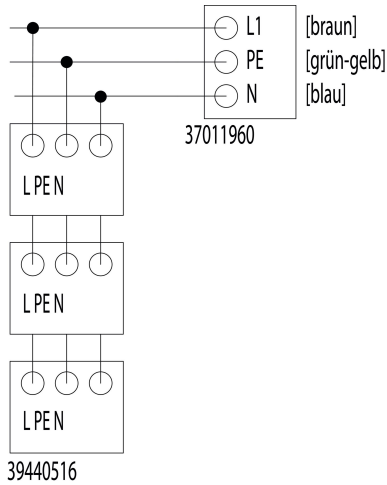 L1 [braun]
PE [grün-gelb]
N [blau]
37011960
L PE N
L PE N
L PE N
39440516